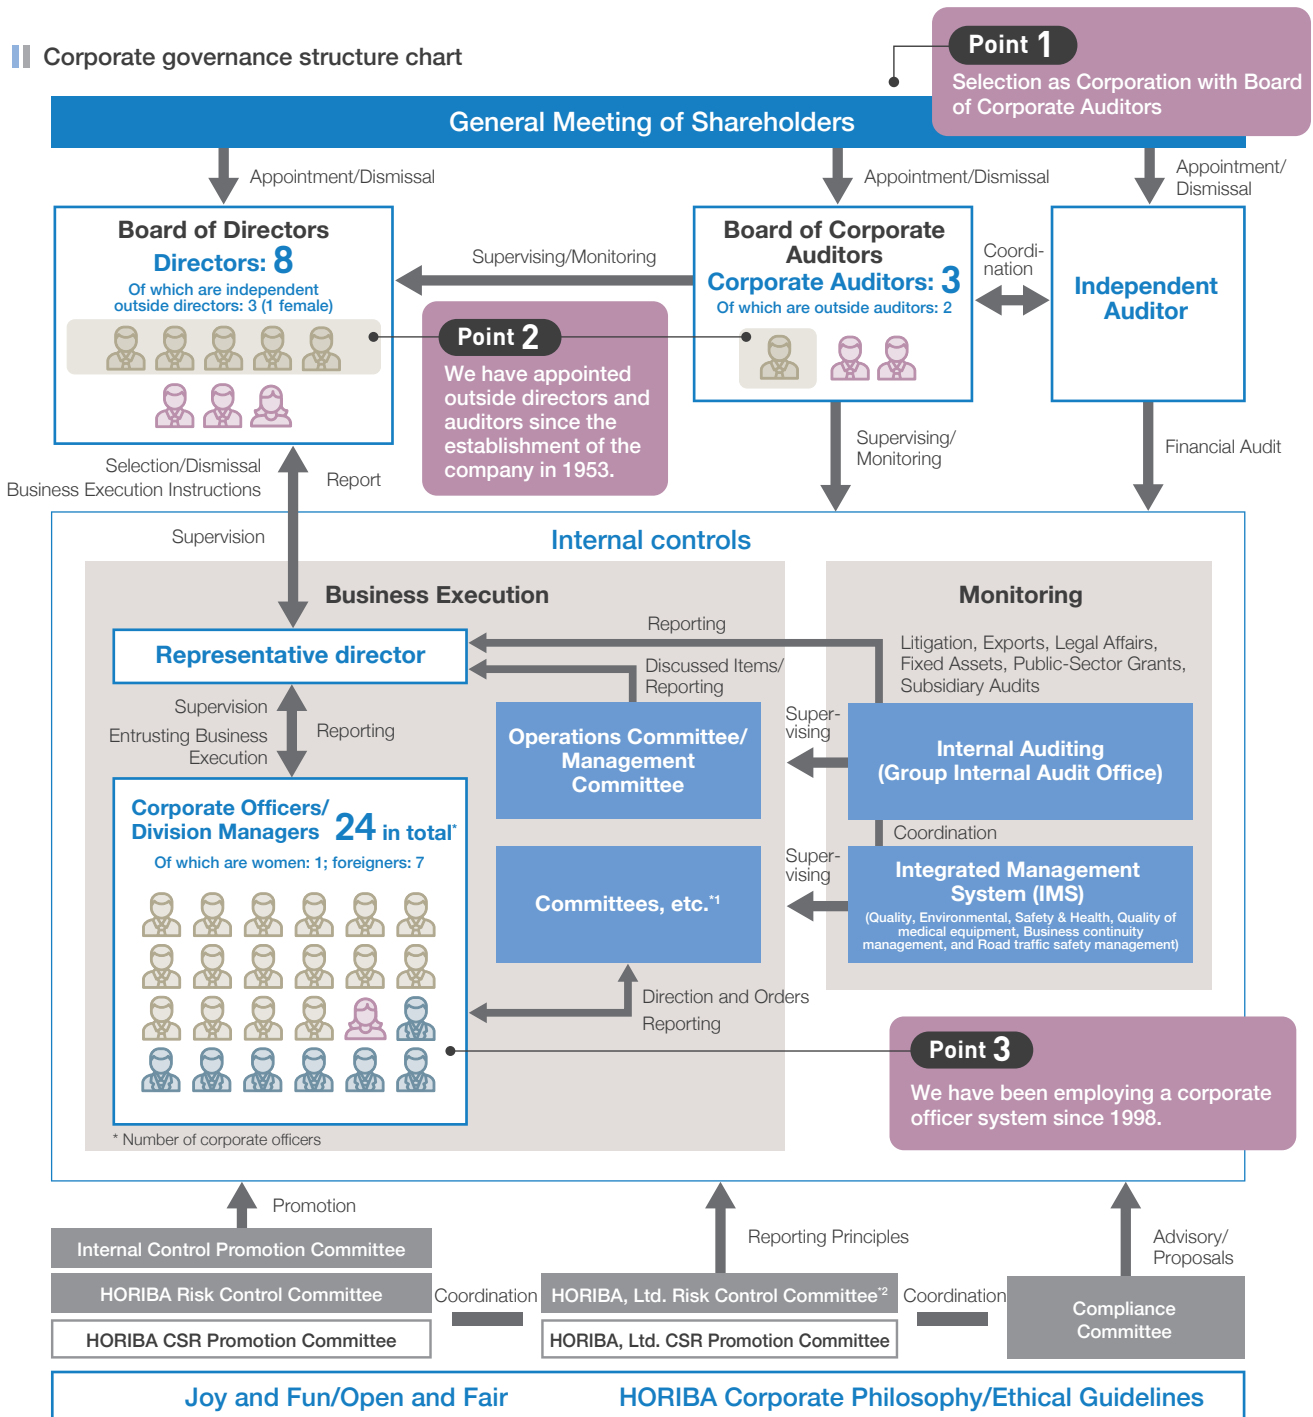 Corporate governance structure chart
Point 1
Selection as Corporation with Board
of Corporate Auditors
General Meeting of Shareholders
Appointment/Dismissal
Appointment/Dismissal
Appointment/
Dismissal
Board of Directors
Directors: 8
Of which are independent
outside directors: 3 (1 female)
Supervising/Monitoring
Board of Corporate
Auditors
Corporate Auditors: 3
Of which are outside auditors: 2
Coordi-
nation
Independent
Auditor
Point 2
We have appointed
outside directors and
auditors since the
establishment of the
company in 1953.
Selection/Dismissal
Business Execution Instructions
Report
Supervision
Supervising/
Monitoring
Financial Audit
Internal controls
Business Execution
Monitoring
Representative director
Reporting
Discussed Items/
Reporting
Litigation, Exports, Legal Affairs,
Fixed Assets, Public-Sector Grants,
Subsidiary Audits
Supervision
Entrusting Business
Execution
Reporting
Operations Committee/
Management
Committee
Super-
vising
Internal Auditing
(Group Internal Audit Office)
Corporate Officers/
Division Managers 24 in total*
Of which are women: 1; foreigners: 7
Coordination
Committees, etc.*1
Super-
vising
Integrated Management
System (IMS)
(Quality, Environmental, Safety & Health, Quality of
medical equipment, Business continuity
management, and Road traffic safety management)
Direction and Orders
Reporting
Point 3
We have been employing a corporate
officer system since 1998.
* Number of corporate officers
Promotion
Reporting Principles
Advisory/
Proposals
Internal Control Promotion Committee
HORIBA Risk Control Committee
HORIBA CSR Promotion Committee
Coordination
HORIBA, Ltd. Risk Control Committee*2
HORIBA, Ltd. CSR Promotion Committee
Coordination
Compliance
Committee
Joy and Fun/Open and Fair
HORIBA Corporate Philosophy/Ethical Guidelines